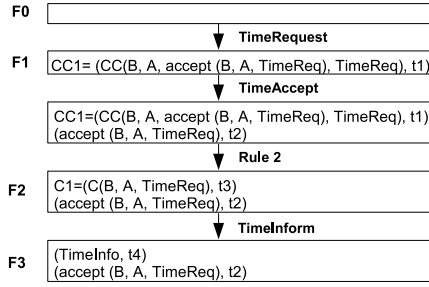 F0
TimeRequest
F1
CC1= (CC(B, A, accept (B, A, TimeReq), TimeReq), t1)
TimeAccept
CC1=(CC(B, A, accept (B, A, TimeReq), TimeReq), t1)
(accept (B, A, TimeReq), t2)
Rule 2
F2
C1=(C(B, A, TimeReq), t3)
(accept (B, A, TimeReq), t2)
TimeInform
F3
(TimeInfo, t4)
(accept (B, A, TimeReq), t2)